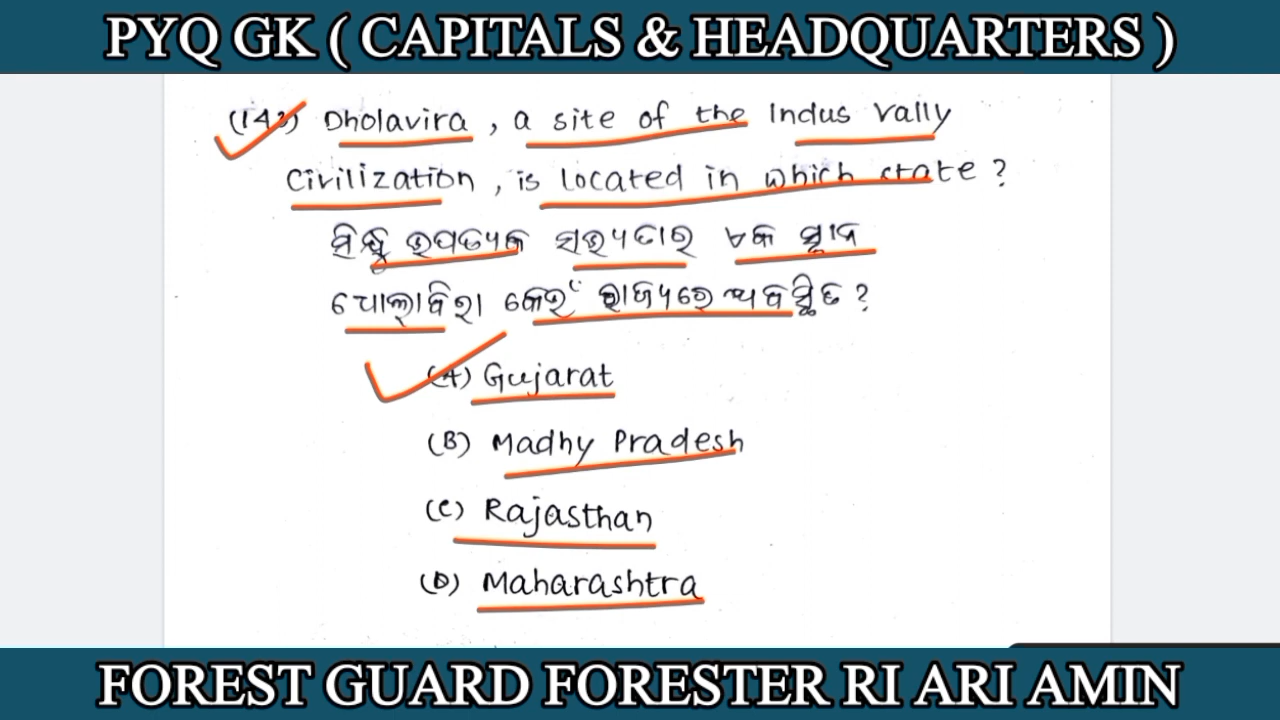 PYQ GK ( CAPITALS & HEADQUARTERS )
(143) Dholavira , a site of the Indus Vally
Civilization , is located in which state ?
ସିନ୍ଧୁ ଉପତ୍ୟକା ସଭ୍ୟତାର ଏକ ସ୍ଥାନ
ଧୋଲାବିରା କେଉଁ ରାଜ୍ୟରେ ଅବସ୍ଥିତ ?
(A) Gujarat
(B) Madhy Pradesh
(C) Rajasthan
(D) Maharashtra
FOREST GUARD FORESTER RI ARI AMIN